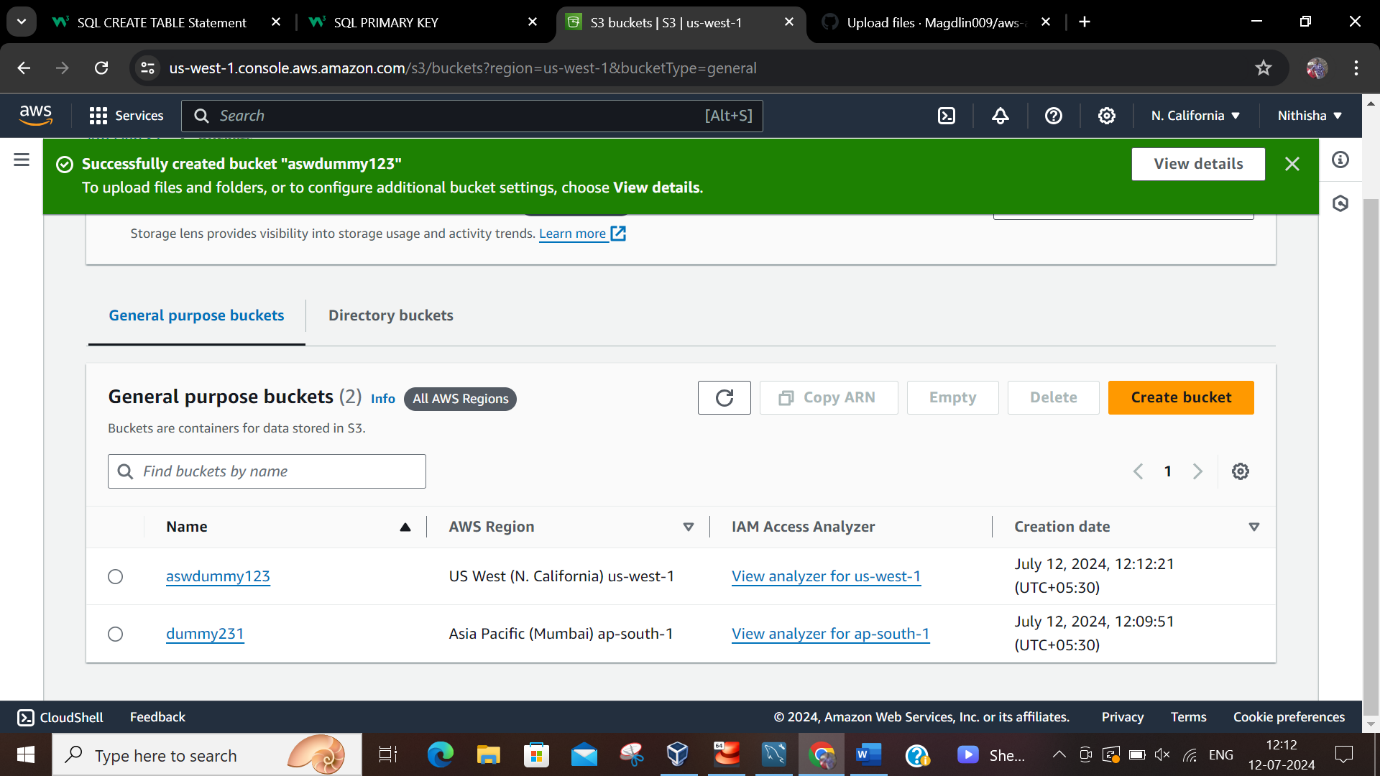 SQL CREATE TABLE Statement
SQL PRIMARY KEY
S3 buckets | S3 | us-west-1
Upload files · Magdlin009/aws-
us-west-1.console.aws.amazon.com/s3/buckets?region=us-west-1&bucketType=general
aws
Services
Search
[Alt+S]
N. California
Nithisha
Successfully created bucket "aswdummy123"
To upload files and folders, or to configure additional bucket settings, choose View details.
View details
Storage lens provides visibility into storage usage and activity trends. Learn more
General purpose buckets
Directory buckets
General purpose buckets (2) Info All AWS Regions
Copy ARN
Empty
Delete
Create bucket
Buckets are containers for data stored in S3.
Find buckets by name
1
Name AWS Region IAM Access Analyzer Creation date
aswdummy123 US West (N. California) us-west-1 View analyzer for us-west-1 July 12, 2024, 12:12:21
(UTC+05:30)
dummy231 Asia Pacific (Mumbai) ap-south-1 View analyzer for ap-south-1 July 12, 2024, 12:09:51
(UTC+05:30)
CloudShell Feedback © 2024, Amazon Web Services, Inc. or its affiliates. Privacy Terms Cookie preferences
Type here to search
64
She...
ENG
12:12
12-07-2024